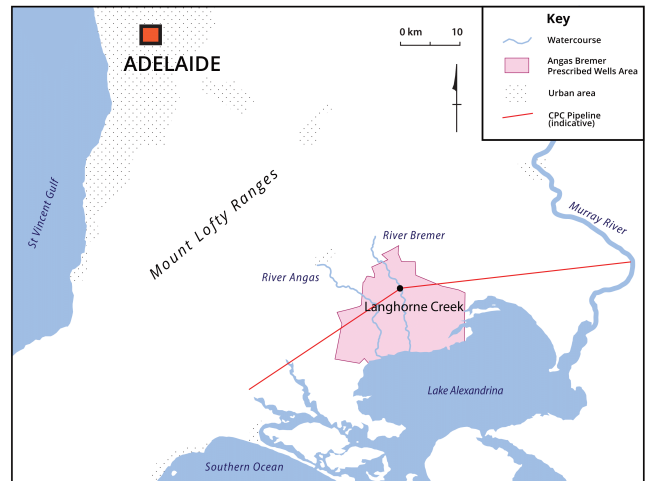 ADELAIDE
0 km 10
Key
Watercourse
Angas Bremer
Prescribed Wells Area
Urban area
CPC Pipeline
(indicative)
St Vincent Gulf
Mount Lofty Ranges
Murray River
River Bremer
River Angas
Langhorne Creek
Lake Alexandrina
Southern Ocean